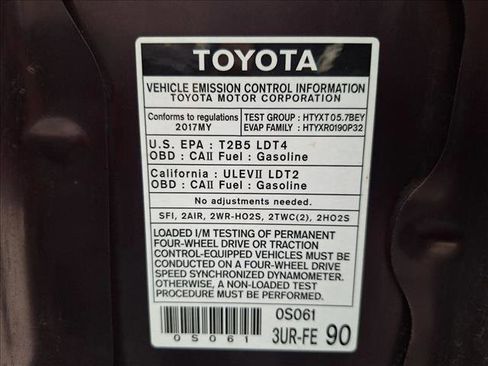 TOYOTA
VEHICLE EMISSION CONTROL INFORMATION
TOYOTA MOTOR CORPORATION
Conforms to regulations
2017MY
TEST GROUP : HTYXT05.7BEY
EVAP FAMILY : HTYXR0190P32
U.S. EPA : T2B5 LDT4
OBD : CAII Fuel : Gasoline
California : ULEVII LDT2
OBD : CAII Fuel : Gasoline
No adjustments needed.
SFI, 2AIR, 2WR-HO2S, 2TWC(2), 2HO2S
LOADED I/M TESTING OF PERMANENT
FOUR-WHEEL DRIVE OR TRACTION
CONTROL-EQUIPPED VEHICLES MUST BE
CONDUCTED ON A FOUR-WHEEL DRIVE
SPEED SYNCHRONIZED DYNAMOMETER.
OTHERWISE, A NON-LOADED TEST
PROCEDURE MUST BE PERFORMED.
0S061
0S061
3UR-FE 90